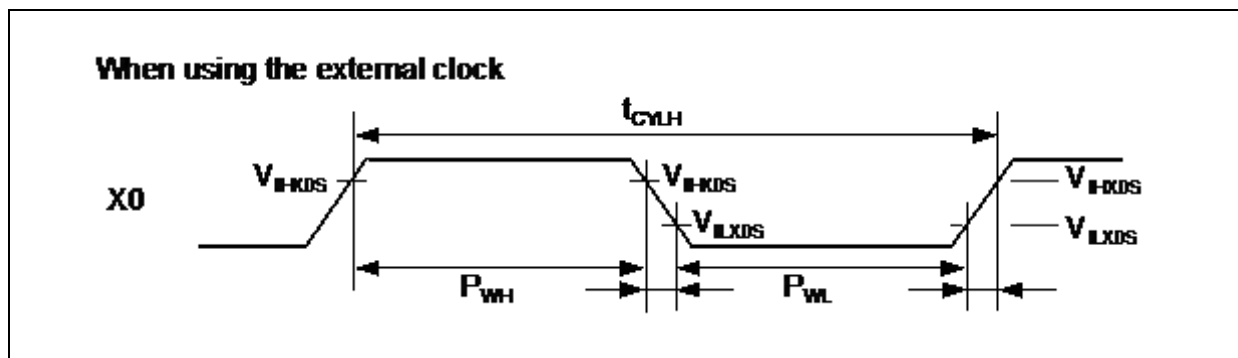 When using the external clock
tCYLH
X0
VIHXDS
VIHXDS
VIHXDS
VILXDS
VILXDS
PWH
PWL